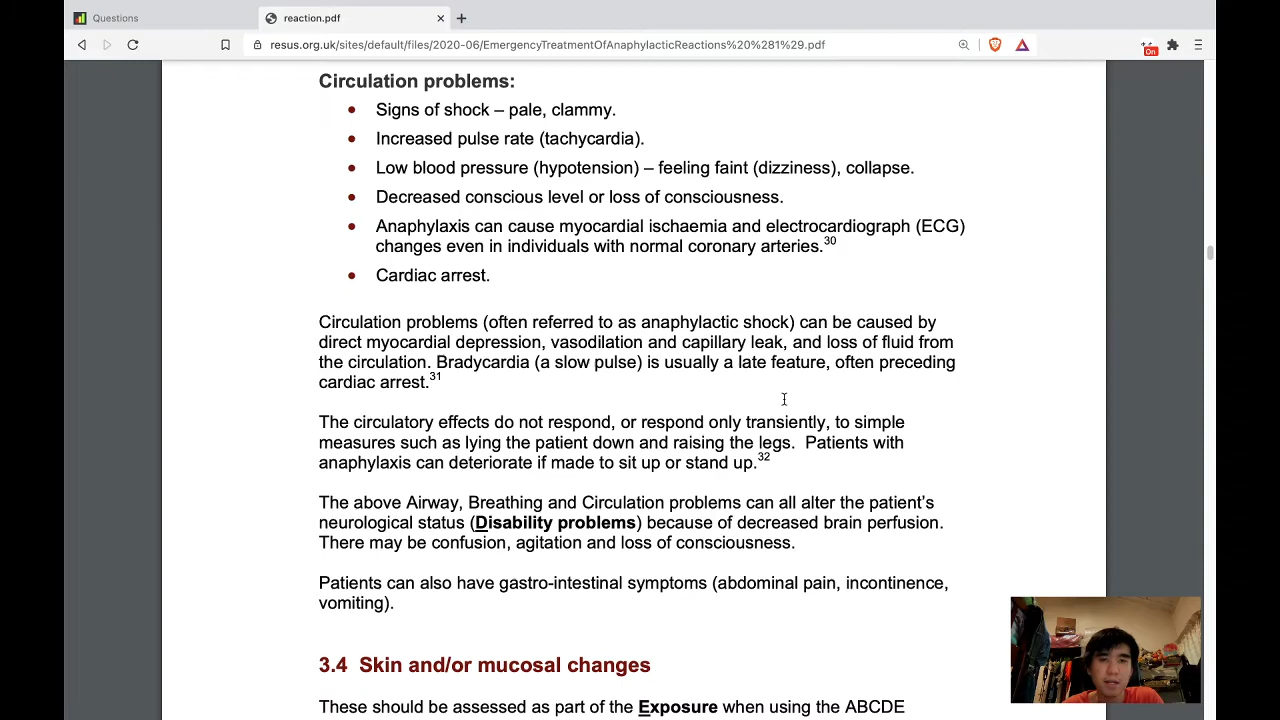 Questions
reaction.pdf
resus.org.uk/sites/default/files/2020-06/EmergencyTreatmentOfAnaphylacticReactions%20%281%29.pdf
On
Circulation problems:
• Signs of shock – pale, clammy.
• Increased pulse rate (tachycardia).
• Low blood pressure (hypotension) – feeling faint (dizziness), collapse.
• Decreased conscious level or loss of consciousness.
• Anaphylaxis can cause myocardial ischaemia and electrocardiograph (ECG)
changes even in individuals with normal coronary arteries.30
• Cardiac arrest.
Circulation problems (often referred to as anaphylactic shock) can be caused by
direct myocardial depression, vasodilation and capillary leak, and loss of fluid from
the circulation. Bradycardia (a slow pulse) is usually a late feature, often preceding
cardiac arrest.31
The circulatory effects do not respond, or respond only transiently, to simple
measures such as lying the patient down and raising the legs. Patients with
anaphylaxis can deteriorate if made to sit up or stand up.32
The above Airway, Breathing and Circulation problems can all alter the patient's
neurological status (Disability problems) because of decreased brain perfusion.
There may be confusion, agitation and loss of consciousness.
Patients can also have gastro-intestinal symptoms (abdominal pain, incontinence,
vomiting).
3.4 Skin and/or mucosal changes
These should be assessed as part of the Exposure when using the ABCDE